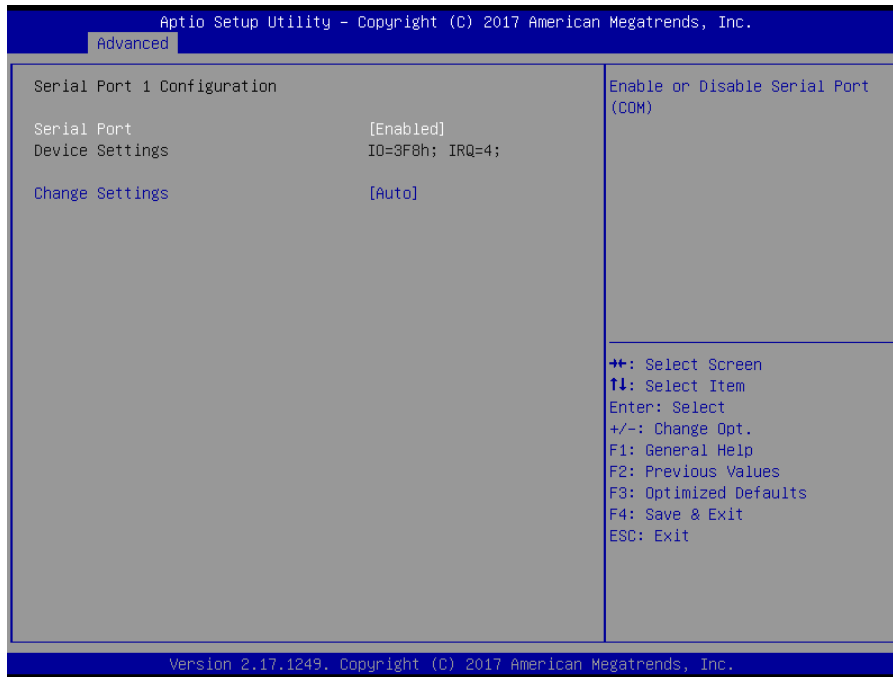 Aptio Setup Utility – Copyright (C) 2017 American Megatrends, Inc.
Advanced
Serial Port 1 Configuration
Serial Port [Enabled]
Device Settings IO=3F8h; IRQ=4;
Change Settings [Auto]
Enable or Disable Serial Port
(COM)
→←: Select Screen
↑↓: Select Item
Enter: Select
+/-: Change Opt.
F1: General Help
F2: Previous Values
F3: Optimized Defaults
F4: Save & Exit
ESC: Exit
Version 2.17.1249. Copyright (C) 2017 American Megatrends, Inc.